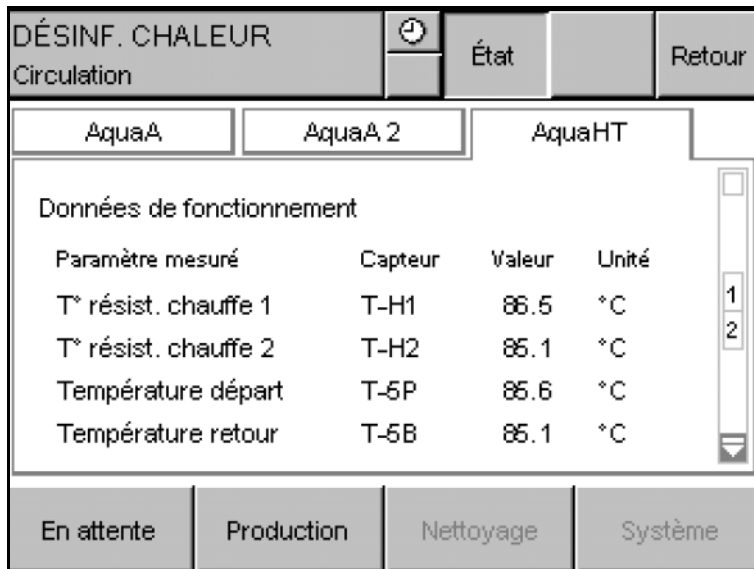 DÉSINF. CHALEUR
Circulation
État
Retour
AquaA AquaA 2 AquaHT
Données de fonctionnement
Paramètre mesuré Capteur Valeur Unité
T° résist. chauffe 1 T-H1 86.5 °C
T° résist. chauffe 2 T-H2 85.1 °C
Température départ T-5P 85.6 °C
Température retour T-5B 85.1 °C
1
2
En attente Production Nettoyage Système